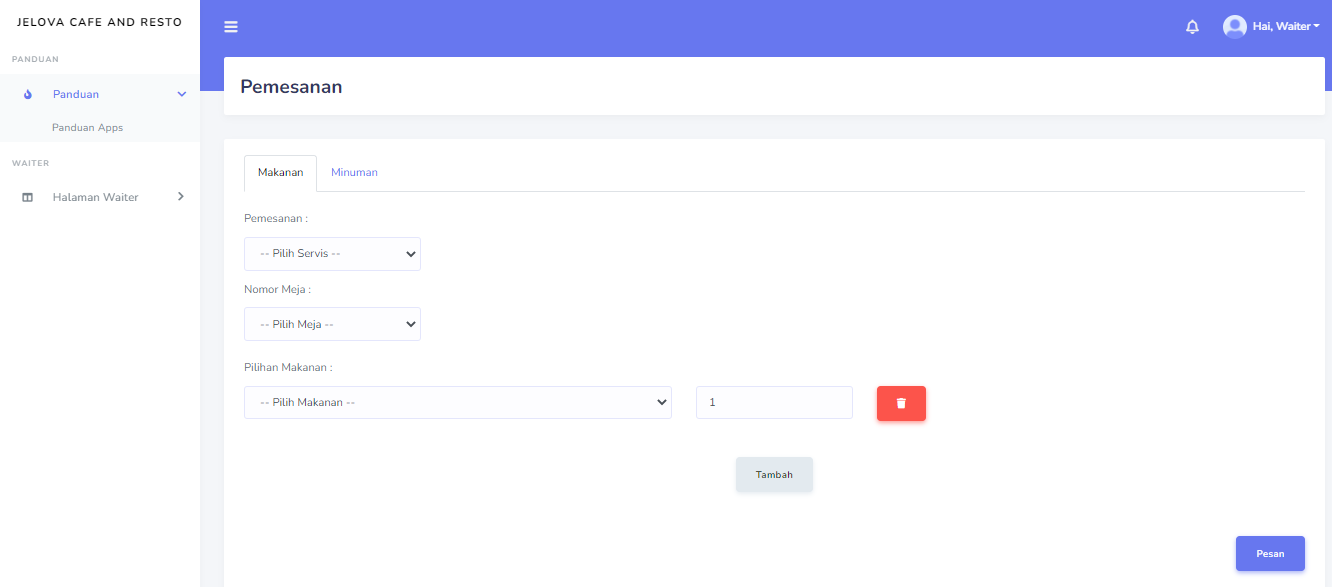 JELOVA CAFE AND RESTO
Hai, Waiter
PANDUAN
Panduan
Panduan Apps
WAITER
Halaman Waiter
Pemesanan
Makanan Minuman
Pemesanan :
-- Pilih Servis --
Nomor Meja :
-- Pilih Meja --
Pilihan Makanan :
-- Pilih Makanan -- 1
Tambah
Pesan